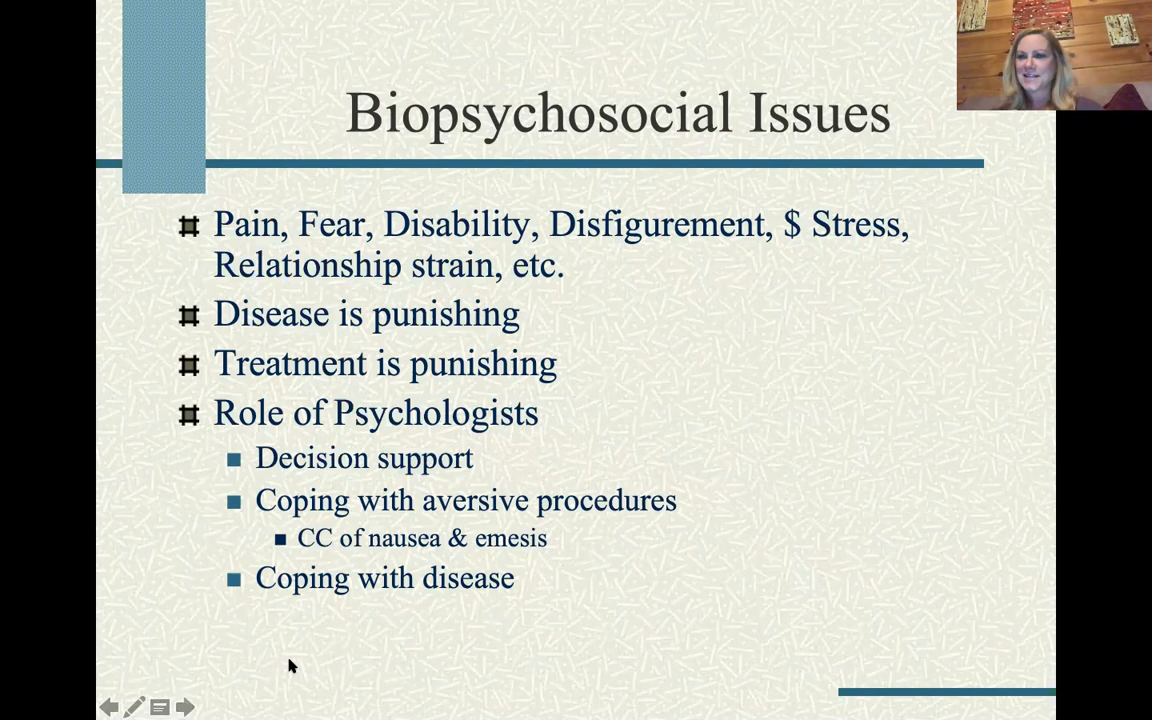 Biopsychosocial Issues
Pain, Fear, Disability, Disfigurement, $ Stress,
Relationship strain, etc.
Disease is punishing
Treatment is punishing
Role of Psychologists
Decision support
Coping with aversive procedures
CC of nausea & emesis
Coping with disease